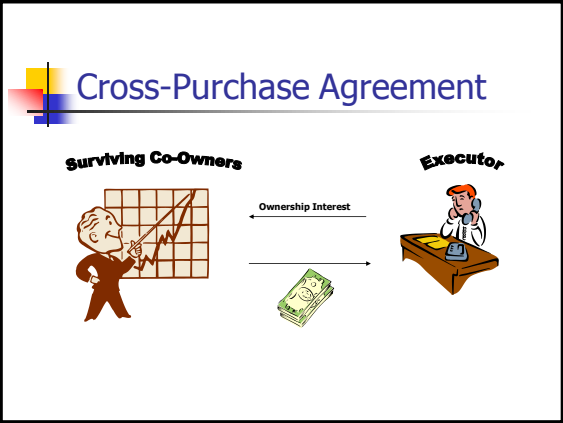 Cross-Purchase Agreement
Surviving Co-Owners
Executor
Ownership Interest